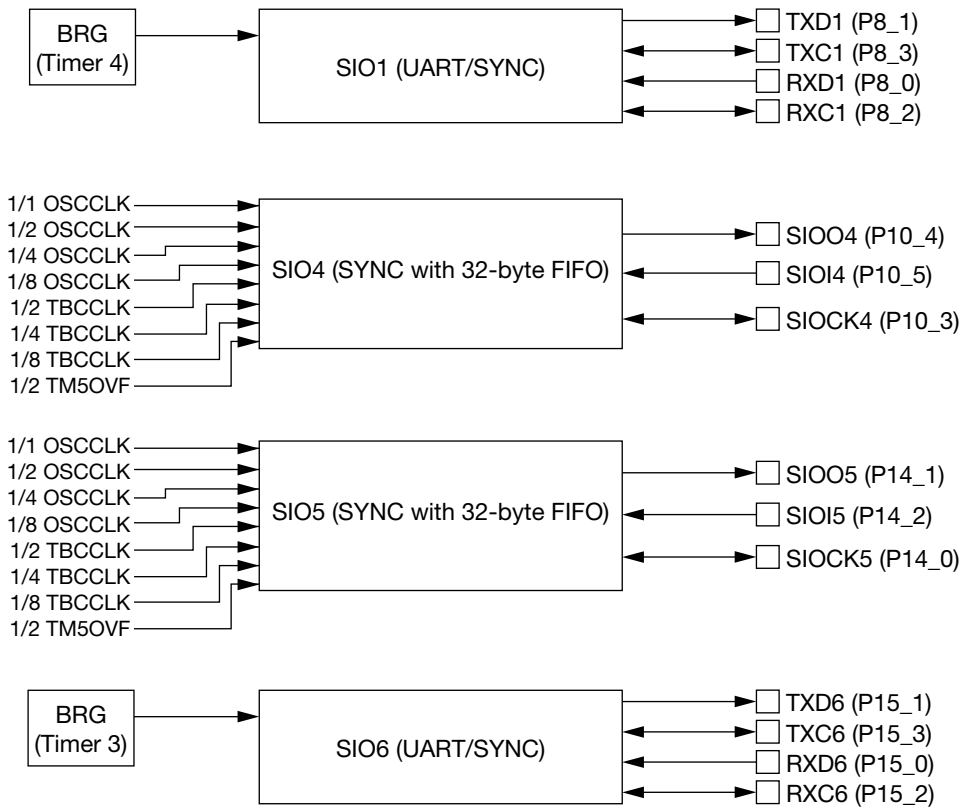 BRG
(Timer 4)
SIO1 (UART/SYNC)
TXD1 (P8_1)
TXC1 (P8_3)
RXD1 (P8_0)
RXC1 (P8_2)
1/1 OSCCLK
1/2 OSCCLK
1/4 OSCCLK
1/8 OSCCLK
1/2 TBCCLK
1/4 TBCCLK
1/8 TBCCLK
1/2 TM5OVF
SIO4 (SYNC with 32-byte FIFO)
SIOO4 (P10_4)
SIOI4 (P10_5)
SIOCK4 (P10_3)
1/1 OSCCLK
1/2 OSCCLK
1/4 OSCCLK
1/8 OSCCLK
1/2 TBCCLK
1/4 TBCCLK
1/8 TBCCLK
1/2 TM5OVF
SIO5 (SYNC with 32-byte FIFO)
SIOO5 (P14_1)
SIOI5 (P14_2)
SIOCK5 (P14_0)
BRG
(Timer 3)
SIO6 (UART/SYNC)
TXD6 (P15_1)
TXC6 (P15_3)
RXD6 (P15_0)
RXC6 (P15_2)